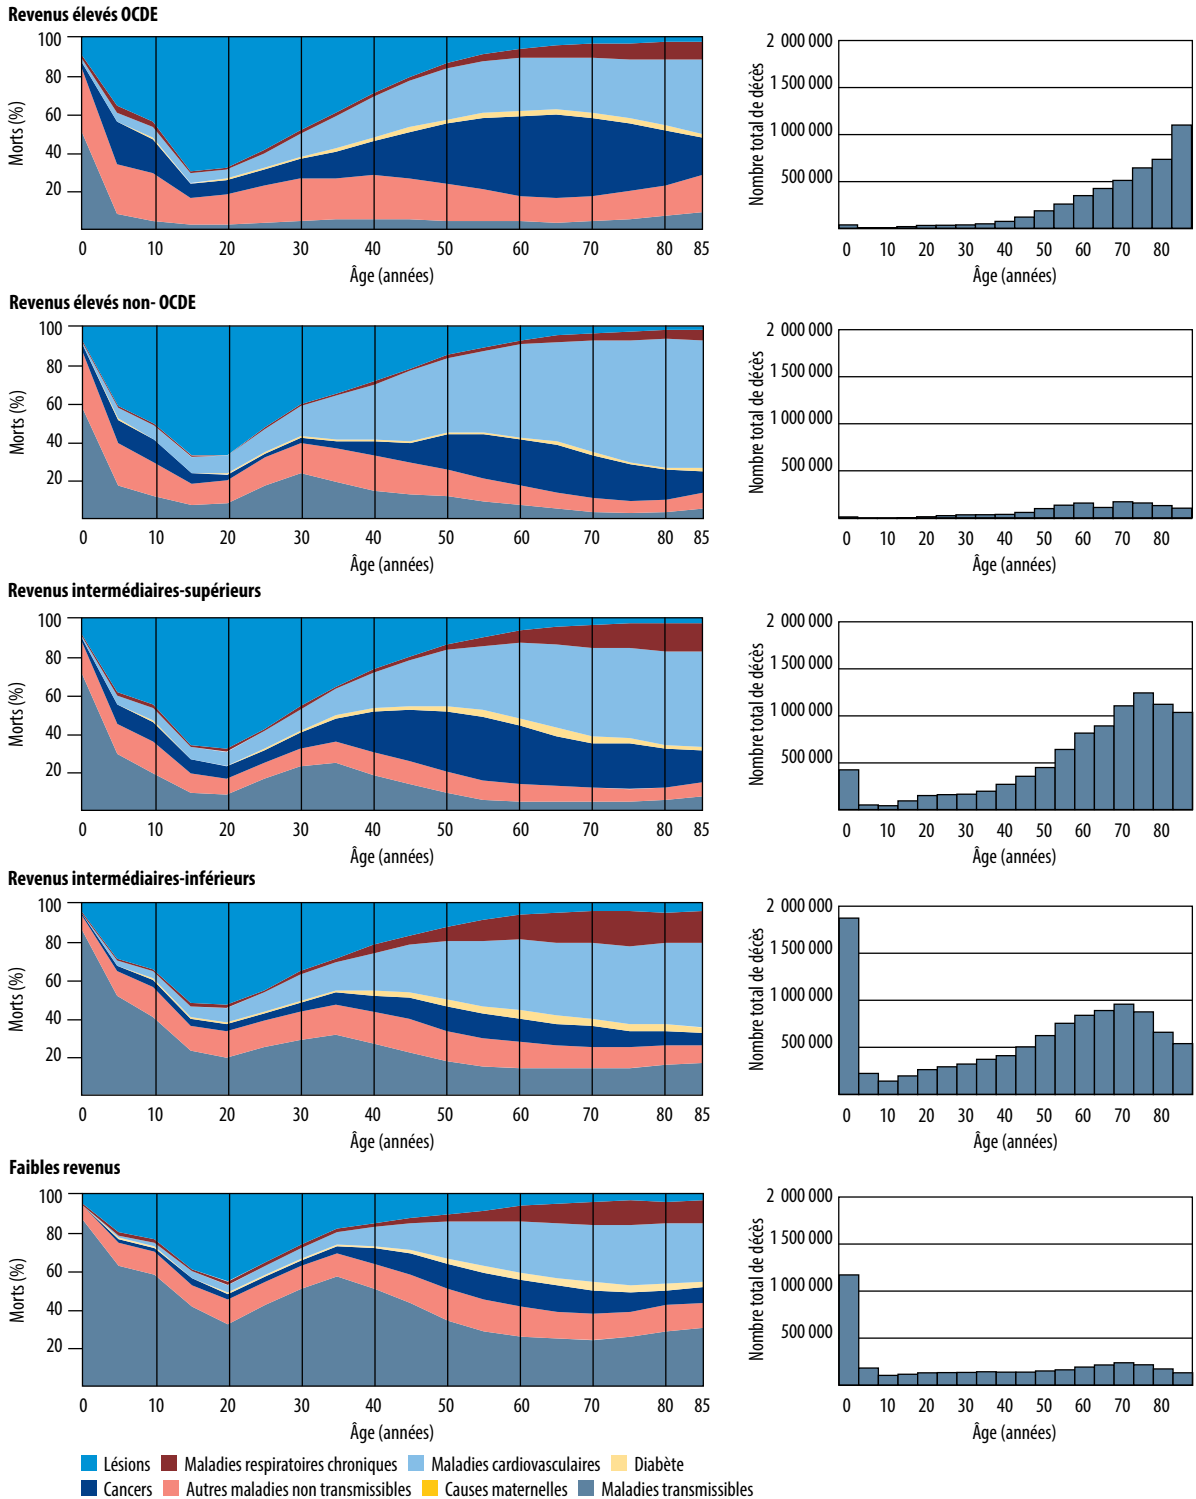 Revenus élevés OCDE
100
80
60
40
20
Morts (%)
0 10 20 30 40 50 60 70 80 85
Âge (années)
2 000 000
1 500 000
1 000 000
500 000
Nombre total de décès
0 10 20 30 40 50 60 70 80
Âge (années)
Revenus élevés non- OCDE
100
80
60
40
20
Morts (%)
0 10 20 30 40 50 60 70 80 85
Âge (années)
2 000 000
1 500 000
1 000 000
500 000
Nombre total de décès
0 10 20 30 40 50 60 70 80
Âge (années)
Revenus intermédiaires-supérieurs
100
80
60
40
20
Morts (%)
0 10 20 30 40 50 60 70 80 85
Âge (années)
2 000 000
1 500 000
1 000 000
500 000
Nombre total de décès
0 10 20 30 40 50 60 70 80
Âge (années)
Revenus intermédiaires-inférieurs
100
80
60
40
20
Morts (%)
0 10 20 30 40 50 60 70 80 85
Âge (années)
2 000 000
1 500 000
1 000 000
500 000
Nombre total de décès
0 10 20 30 40 50 60 70 80
Âge (années)
Faibles revenus
100
80
60
40
20
Morts (%)
0 10 20 30 40 50 60 70 80 85
Âge (années)
2 000 000
1 500 000
1 000 000
500 000
Nombre total de décès
0 10 20 30 40 50 60 70 80
Âge (années)
Lésions Maladies respiratoires chroniques Maladies cardiovasculaires Diabète
Cancers Autres maladies non transmissibles Causes maternelles Maladies transmissibles